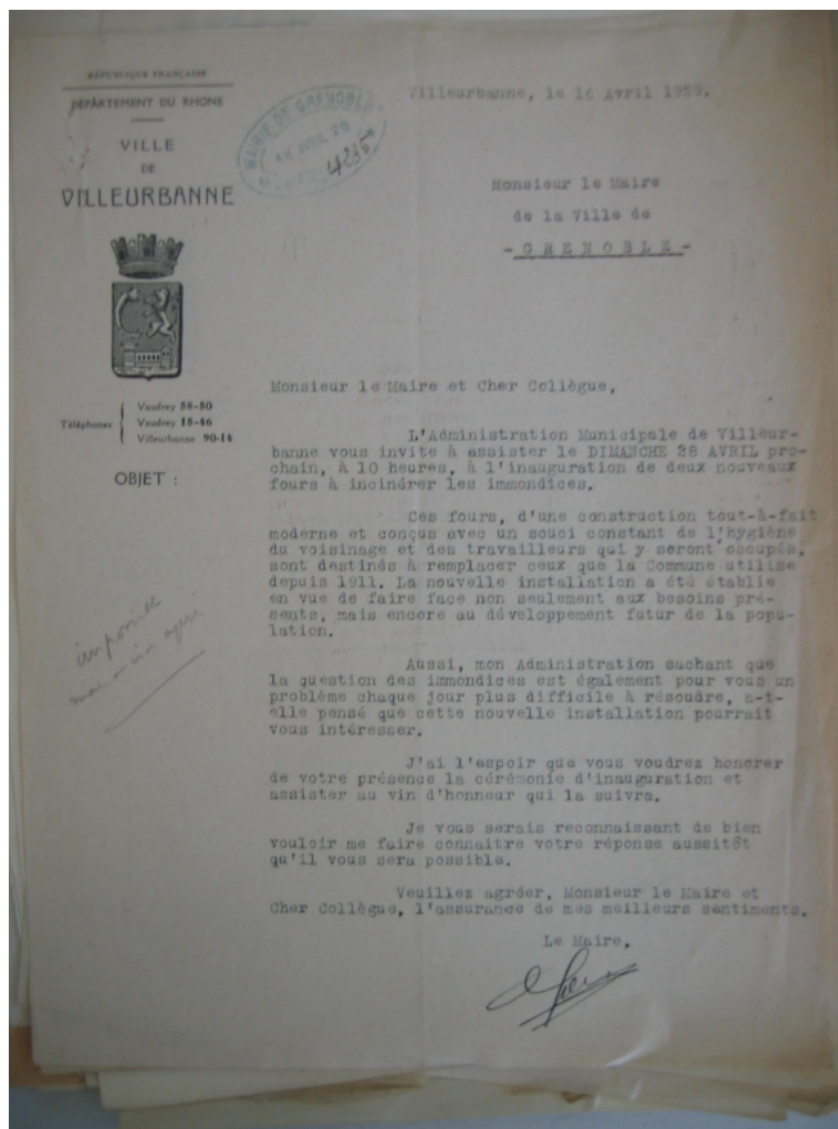 RÉPUBLIQUE FRANÇAISE
DÉPARTEMENT DU RHONE
VILLE
DE
VILLEURBANNE
Téléphones
Vaudrey 58-50
Vaudrey 15-46
Villeurbanne 90-14
OBJET :
MAIRIE DE GRENOBLE
AVRIL 29
4235
Villeurbanne, le 16 Avril 1929.
Monsieur le Maire
de la Ville de
- GRENOBLE -
Monsieur le Maire et Cher Collègue,
L'Administration Municipale de Villeur-
banne vous invite à assister le DIMANCHE 28 AVRIL pro-
chain, à 10 heures, à l'inauguration de deux nouveaux
fours à incinérer les immondices.
Ces fours, d'une construction tout-à-fait
moderne et conçus avec un souci constant de l'hygiène
du voisinage et des travailleurs qui y seront occupés,
sont destinés à remplacer ceux que la Commune utilise
depuis 1911. La nouvelle installation a été établie
en vue de faire face non seulement aux besoins pré-
sents, mais encore au développement futur de la popu-
lation.
Aussi, mon Administration sachant que
la question des immondices est également pour vous un
problème chaque jour plus difficile à résoudre, a-t-
elle pensé que cette nouvelle installation pourrait
vous intéresser.
J'ai l'espoir que vous voudrez honorer
de votre présence la cérémonie d'inauguration et
assister au vin d'honneur qui la suivra.
Je vous serais reconnaissant de bien
vouloir me faire connaitre votre réponse aussitôt
qu'il vous sera possible.
Veuillez agréer, Monsieur le Maire et
Cher Collègue, l'assurance de mes meilleurs sentiments.
Le Maire,